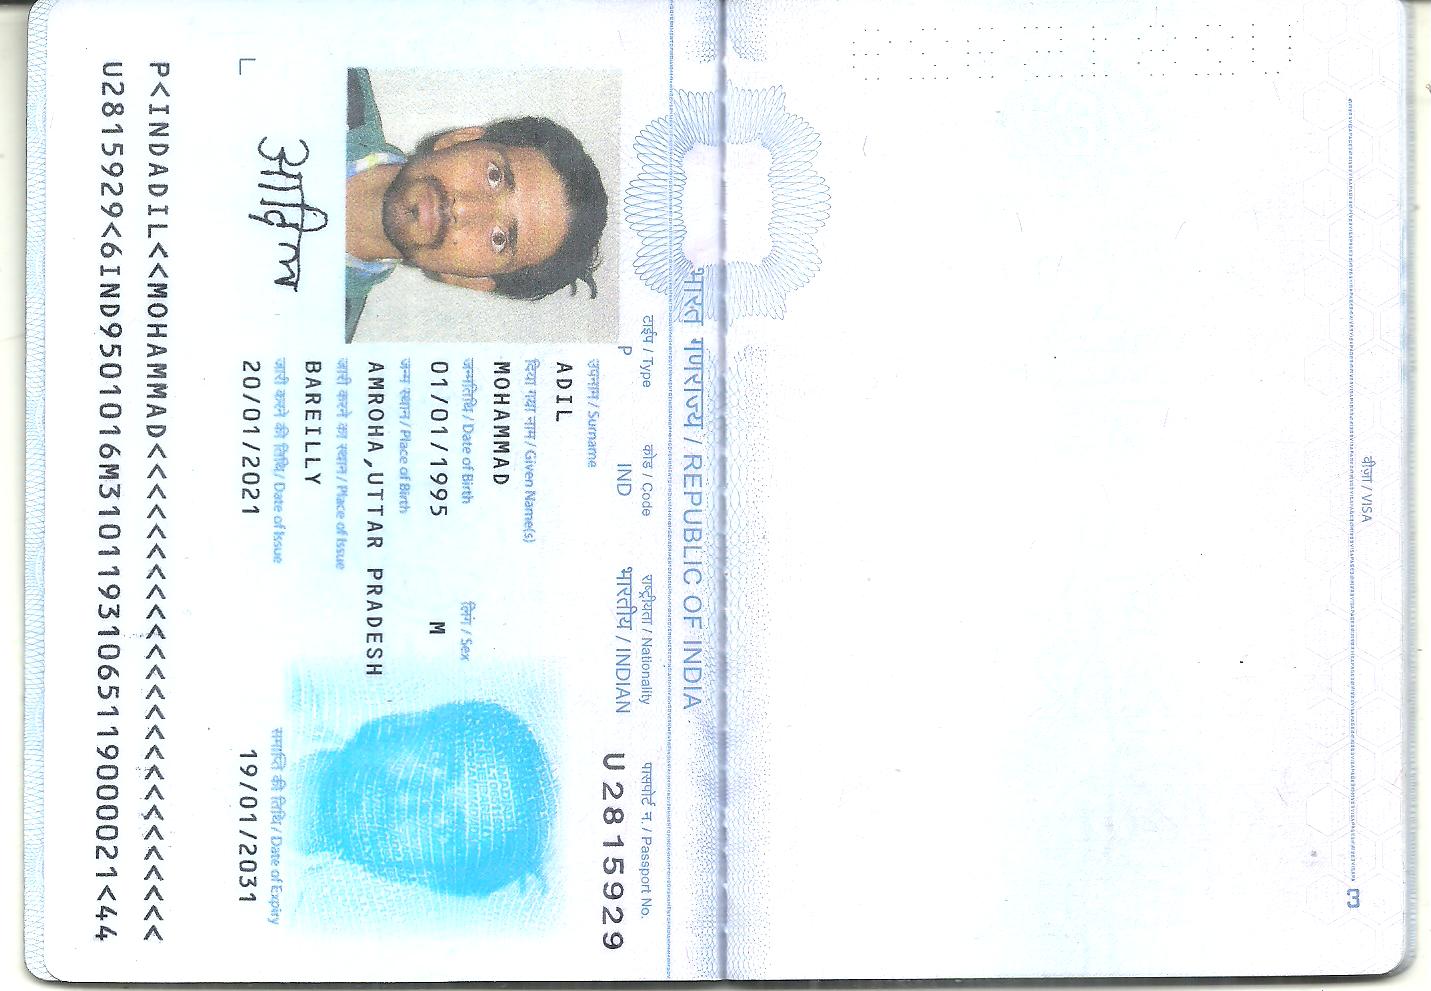 भारत गणराज्य / REPUBLIC OF INDIA
टाईप / Type कोड / Code राष्ट्रीयता / Nationality पासपोर्ट न. / Passport No.
P IND भारतीय / INDIAN U2815929
उपनाम / Surname
ADIL
दिया गया नाम / Given Name(s)
MOHAMMAD
जन्मतिथि / Date of Birth लिंग / Sex
01/01/1995 M
जन्म स्थान / Place of Birth
AMROHA,UTTAR PRADESH
जारी करने का स्थान / Place of Issue
BAREILLY
जारी करने की तिथि / Date of Issue समाप्ति की तिथि / Date of Expiry
20/01/2021 19/01/2031
आदिल
P<INDADIL<<MOHAMMAD<<<<<<<<<<<<<<<<<<<<<<<<<
U2815929<6IND9501016M31011931065119000021<44
वीज़ा / VISA
3